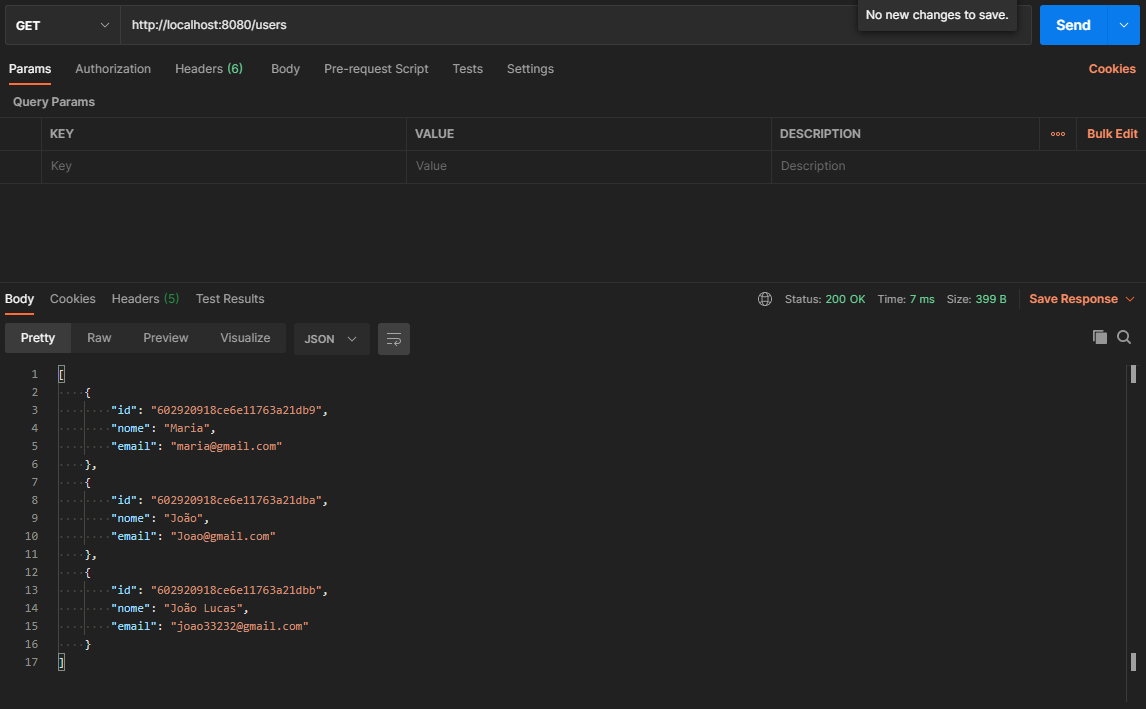 GET http://localhost:8080/users No new changes to save. Send
Params Authorization Headers (6) Body Pre-request Script Tests Settings Cookies
Query Params
KEY VALUE DESCRIPTION ooo Bulk Edit
Key Value Description
Body Cookies Headers (5) Test Results Status: 200 OK Time: 7 ms Size: 399 B Save Response
Pretty Raw Preview Visualize JSON
1 [
2 {
3 "id": "602920918ce6e11763a21db9",
4 "nome": "Maria",
5 "email": "maria@gmail.com"
6 },
7 {
8 "id": "602920918ce6e11763a21dba",
9 "nome": "João",
10 "email": "Joao@gmail.com"
11 },
12 {
13 "id": "602920918ce6e11763a21dbb",
14 "nome": "João Lucas",
15 "email": "joao33232@gmail.com"
16 }
17 ]